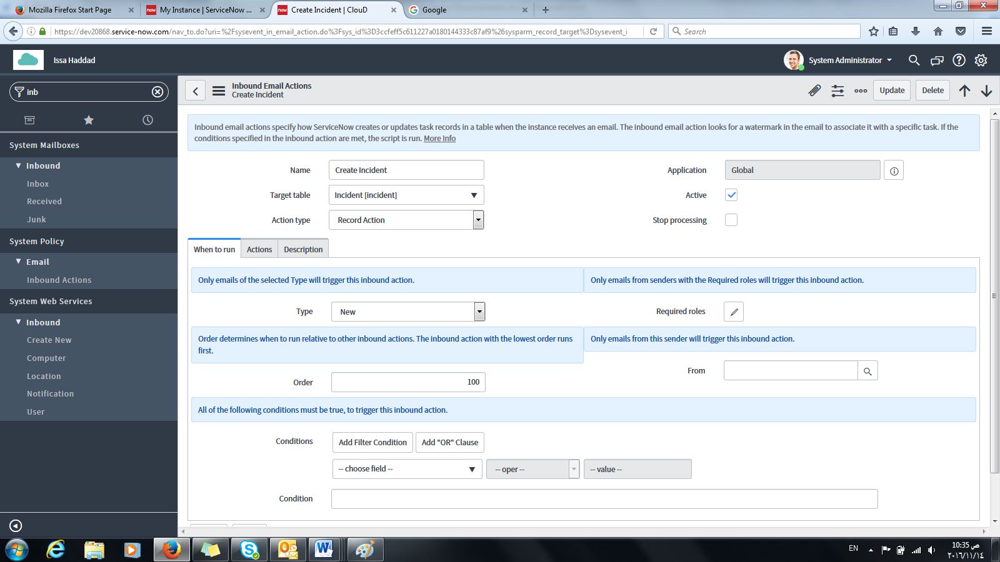 Mozilla Firefox Start Page
now My Instance | ServiceNow ...
now Create Incident | ClouD
Google
https://dev20868.service-now.com/nav_to.do?uri=%2Fsysevent_in_email_action.do%3Fsys_id%3D3ccfeff5c611227a0180144333c87af9%26sysparm_record_target%3Dsysevent_i
Search
Issa Haddad
System Administrator
inb
Inbound Email Actions
Create Incident
Update
Delete
System Mailboxes
Inbound
Inbox
Received
Junk
System Policy
Email
Inbound Actions
System Web Services
Inbound
Create New
Computer
Location
Notification
User
Inbound email actions specify how ServiceNow creates or updates task records in a table when the instance receives an email. The inbound email action looks for a watermark in the email to associate it with a specific task. If the
conditions specified in the inbound action are met, the script is run. More Info
Name
Create Incident
Application
Global
Target table
Incident [incident]
Active
Action type
Record Action
Stop processing
When to run
Actions
Description
Only emails of the selected Type will trigger this inbound action.
Only emails from senders with the Required roles will trigger this inbound action.
Type
New
Required roles
Order determines when to run relative to other inbound actions. The inbound action with the lowest order runs
first.
Only emails from this sender will trigger this inbound action.
From
Order
100
All of the following conditions must be true, to trigger this inbound action.
Conditions
Add Filter Condition
Add "OR" Clause
-- choose field --
-- oper --
-- value --
Condition
EN
10:35 ص
٢٠١٦/١١/١٤